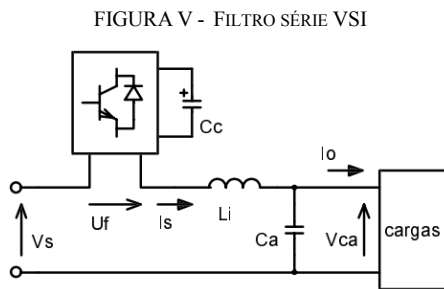 FIGURA V - FILTRO SÉRIE VSI
+
Cc
Io
Vs
Uf
Is
Li
Ca
Vca
cargas